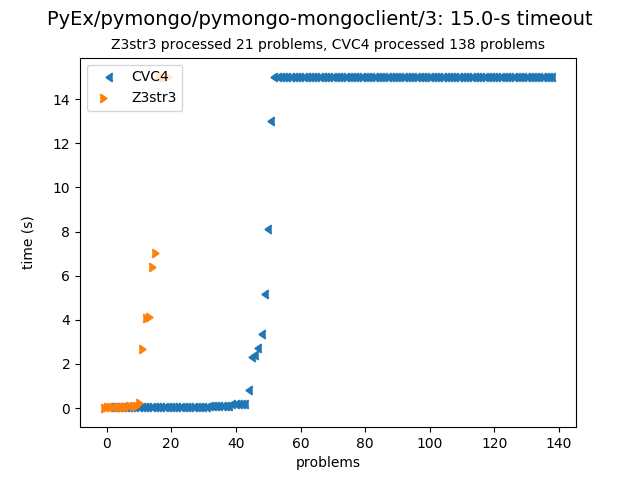 PyEx/pymongo/pymongo-mongoclient/3: 15.0-s timeout
Z3str3 processed 21 problems, CVC4 processed 138 problems
CVC4
Z3str3
14
12
10
8
6
4
2
0
time (s)
0 20 40 60 80 100 120 140
problems